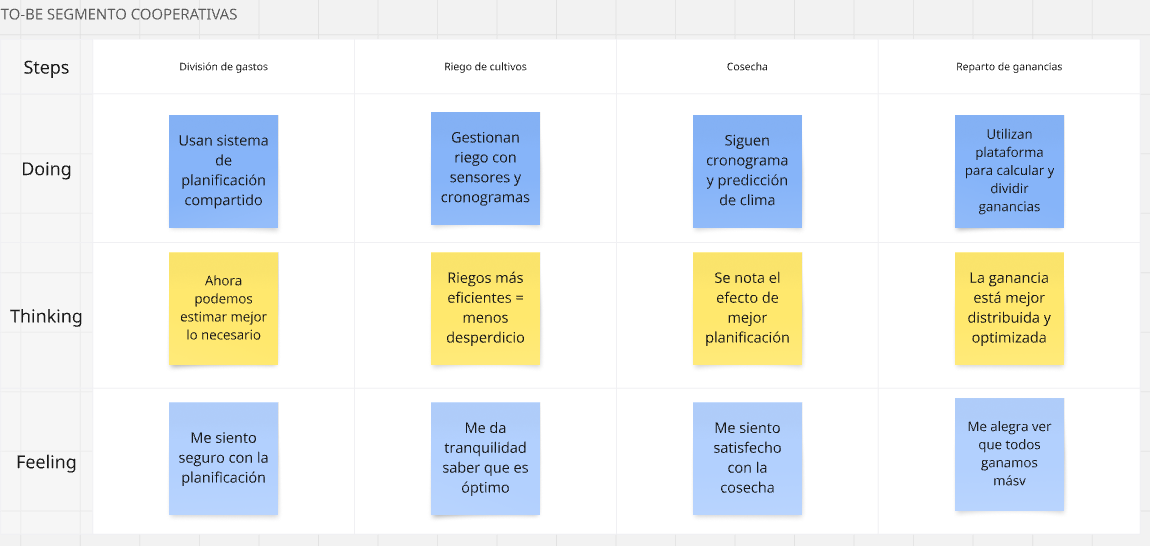 TO-BE SEGMENTO COOPERATIVAS
Steps
División de gastos
Riego de cultivos
Cosecha
Reparto de ganancias
Doing
Usan sistema
de
planificación
compartido
Gestionan
riego con
sensores y
cronogramas
Siguen
cronograma
y predicción
de clima
Utilizan
plataforma
para calcular y
dividir
ganancias
Thinking
Ahora
podemos
estimar mejor
lo necesario
Riegos más
eficientes =
menos
desperdicio
Se nota el
efecto de
mejor
planificación
La ganancia
está mejor
distribuida y
optimizada
Feeling
Me siento
seguro con la
planificación
Me da
tranquilidad
saber que es
óptimo
Me siento
satisfecho
con la
cosecha
Me alegra ver
que todos
ganamos
másv